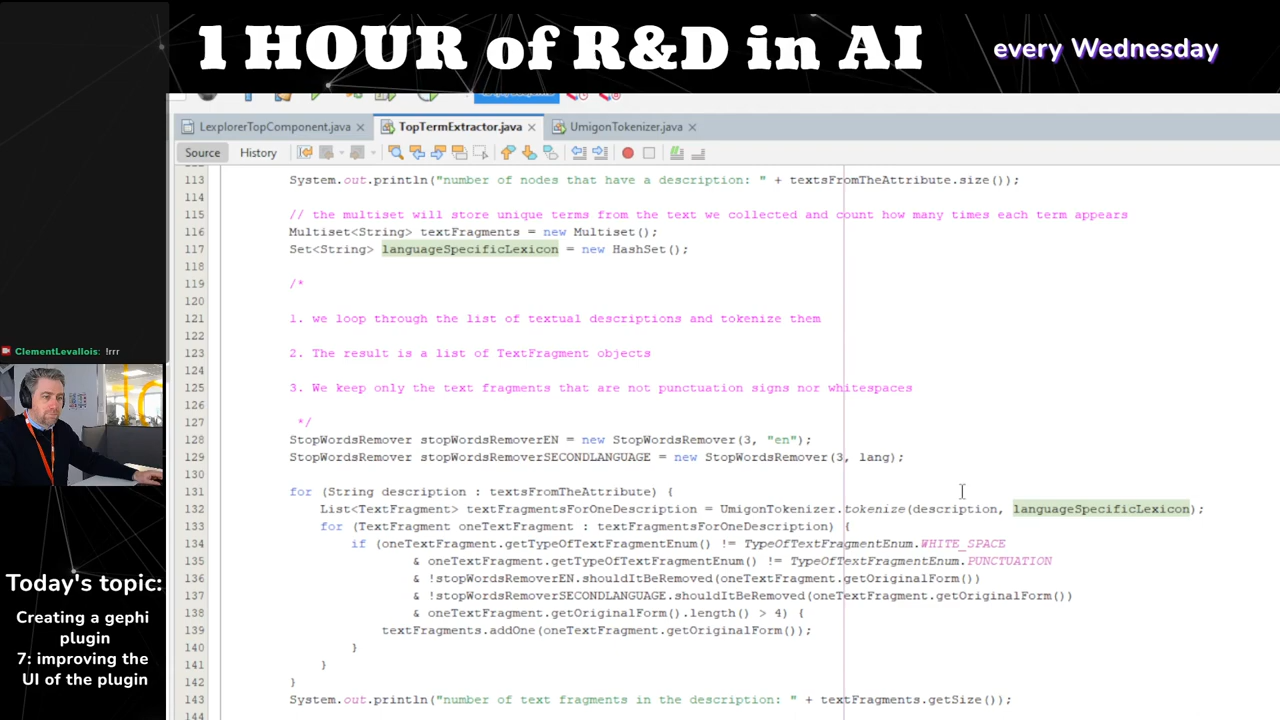 1 HOUR of R&D in AI
every Wednesday
LexplorerTopComponent.java
TopTermExtractor.java
UmigonTokenizer.java
Source
History
113 System.out.println("number of nodes that have a description: " + textsFromTheAttribute.size());
114
115 // the multiset will store unique terms from the text we collected and count how many times each term appears
116 Multiset<String> textFragments = new Multiset();
117 Set<String> languageSpecificLexicon = new HashSet();
118
119 /*
120
121 1. we loop through the list of textual descriptions and tokenize them
122
123 2. The result is a list of TextFragment objects
124
125 3. We keep only the text fragments that are not punctuation signs nor whitespaces
126
127 */
128 StopWordsRemover stopWordsRemoverEN = new StopWordsRemover(3, "en");
129 StopWordsRemover stopWordsRemoverSECONDLANGUAGE = new StopWordsRemover(3, lang);
130
131 for (String description : textsFromTheAttribute) {
132 List<TextFragment> textFragmentsForOneDescription = UmigonTokenizer.tokenize(description, languageSpecificLexicon);
133 for (TextFragment oneTextFragment : textFragmentsForOneDescription) {
134 if (oneTextFragment.getTypeOfTextFragmentEnum() != TypeOfTextFragmentEnum.WHITE_SPACE
135 & oneTextFragment.getTypeOfTextFragmentEnum() != TypeOfTextFragmentEnum.PUNCTUATION
136 & !stopWordsRemoverEN.shouldItBeRemoved(oneTextFragment.getOriginalForm())
137 & !stopWordsRemoverSECONDLANGUAGE.shouldItBeRemoved(oneTextFragment.getOriginalForm())
138 & oneTextFragment.getOriginalForm().length() > 4) {
139 textFragments.addOne(oneTextFragment.getOriginalForm());
140 }
141 }
142 }
143 System.out.println("number of text fragments in the description: " + textFragments.getSize());
144
ClementLevallois: !rrr
Today's topic:
Creating a gephi
plugin
7: improving the
UI of the plugin